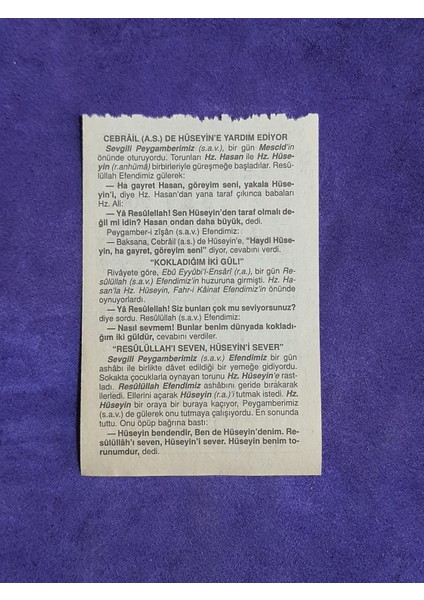 CEBRÂİL (A.S.) DE HÜSEYİN'E YARDIM EDİYOR
Sevgili Peygamberimiz (s.a.v.), bir gün Mescid'in
önünde oturuyordu. Torunları Hz. Hasan ile Hz. Hüse-
yin (r.anhümâ) birbirleriyle güreşmeğe başladılar. Resû-
lüllah Efendimiz gülerek:
— Ha gayret Hasan, göreyim seni, yakala Hüsey-
in'i, diye Hz. Hasan'dan yana taraf çıkınca babaları
Hz. Ali:
— Yâ Resûlellah! Sen Hüseyin'den taraf olmalı de-
ğil mi idin? Hasan ondan daha büyük, dedi.
Peygamber-i zîşân (s.a.v.) Efendimiz:
— Baksana, Cebrâil (a.s.) de Hüseyin'e, "Haydi Hüse-
yin, ha gayret, göreyim seni" diyor, cevabını verdi.
"KOKLADIĞIM İKİ GÜL!"
Rivâyete göre, Ebû Eyyûbi'l-Ensârî (r.a.), bir gün Re-
sûlüllah (s.a.v.) Efendimiz'in huzuruna girmişti. Hz. Ha-
san'la Hz. Hüseyin, Fahr-i Kâinat Efendimiz'in önünde
oynuyorlardı.
— Yâ Resûlellah! Siz bunları çok mu seviyorsunuz?
diye sordu. Resûlüllah (s.a.v.) Efendimiz:
— Nasıl sevmem! Bunlar benim dünyada kokladı-
ğım iki güldür, cevabını verdiler.
"RESÛLÜLLAH'I SEVEN, HÜSEYİN'İ SEVER"
Sevgili Peygamberimiz (s.a.v.) Efendimiz bir gün
ashâbı ile birlikte dâvet edildiği bir yemeğe gidiyordu.
Sokakta çocuklarla oynayan torunu Hz. Hüseyin'e rast-
ladı. Resûlüllah Efendimiz ashabını geride bırakarak
ilerledi. Ellerini açarak Hüseyin (r.a.)'i tutmak istedi. Hz.
Hüseyin bir oraya bir buraya kaçıyor, Peygamberimiz
(s.a.v.) de gülerek onu tutmaya çalışıyordu. En sonunda
tuttu. Onu öpüp bağrına bastı:
— Hüseyin bendendir, Ben de Hüseyin'denim. Re-
sûlüllâh'ı seven, Hüseyin'i sever. Hüseyin benim to-
runumdur, dedi.